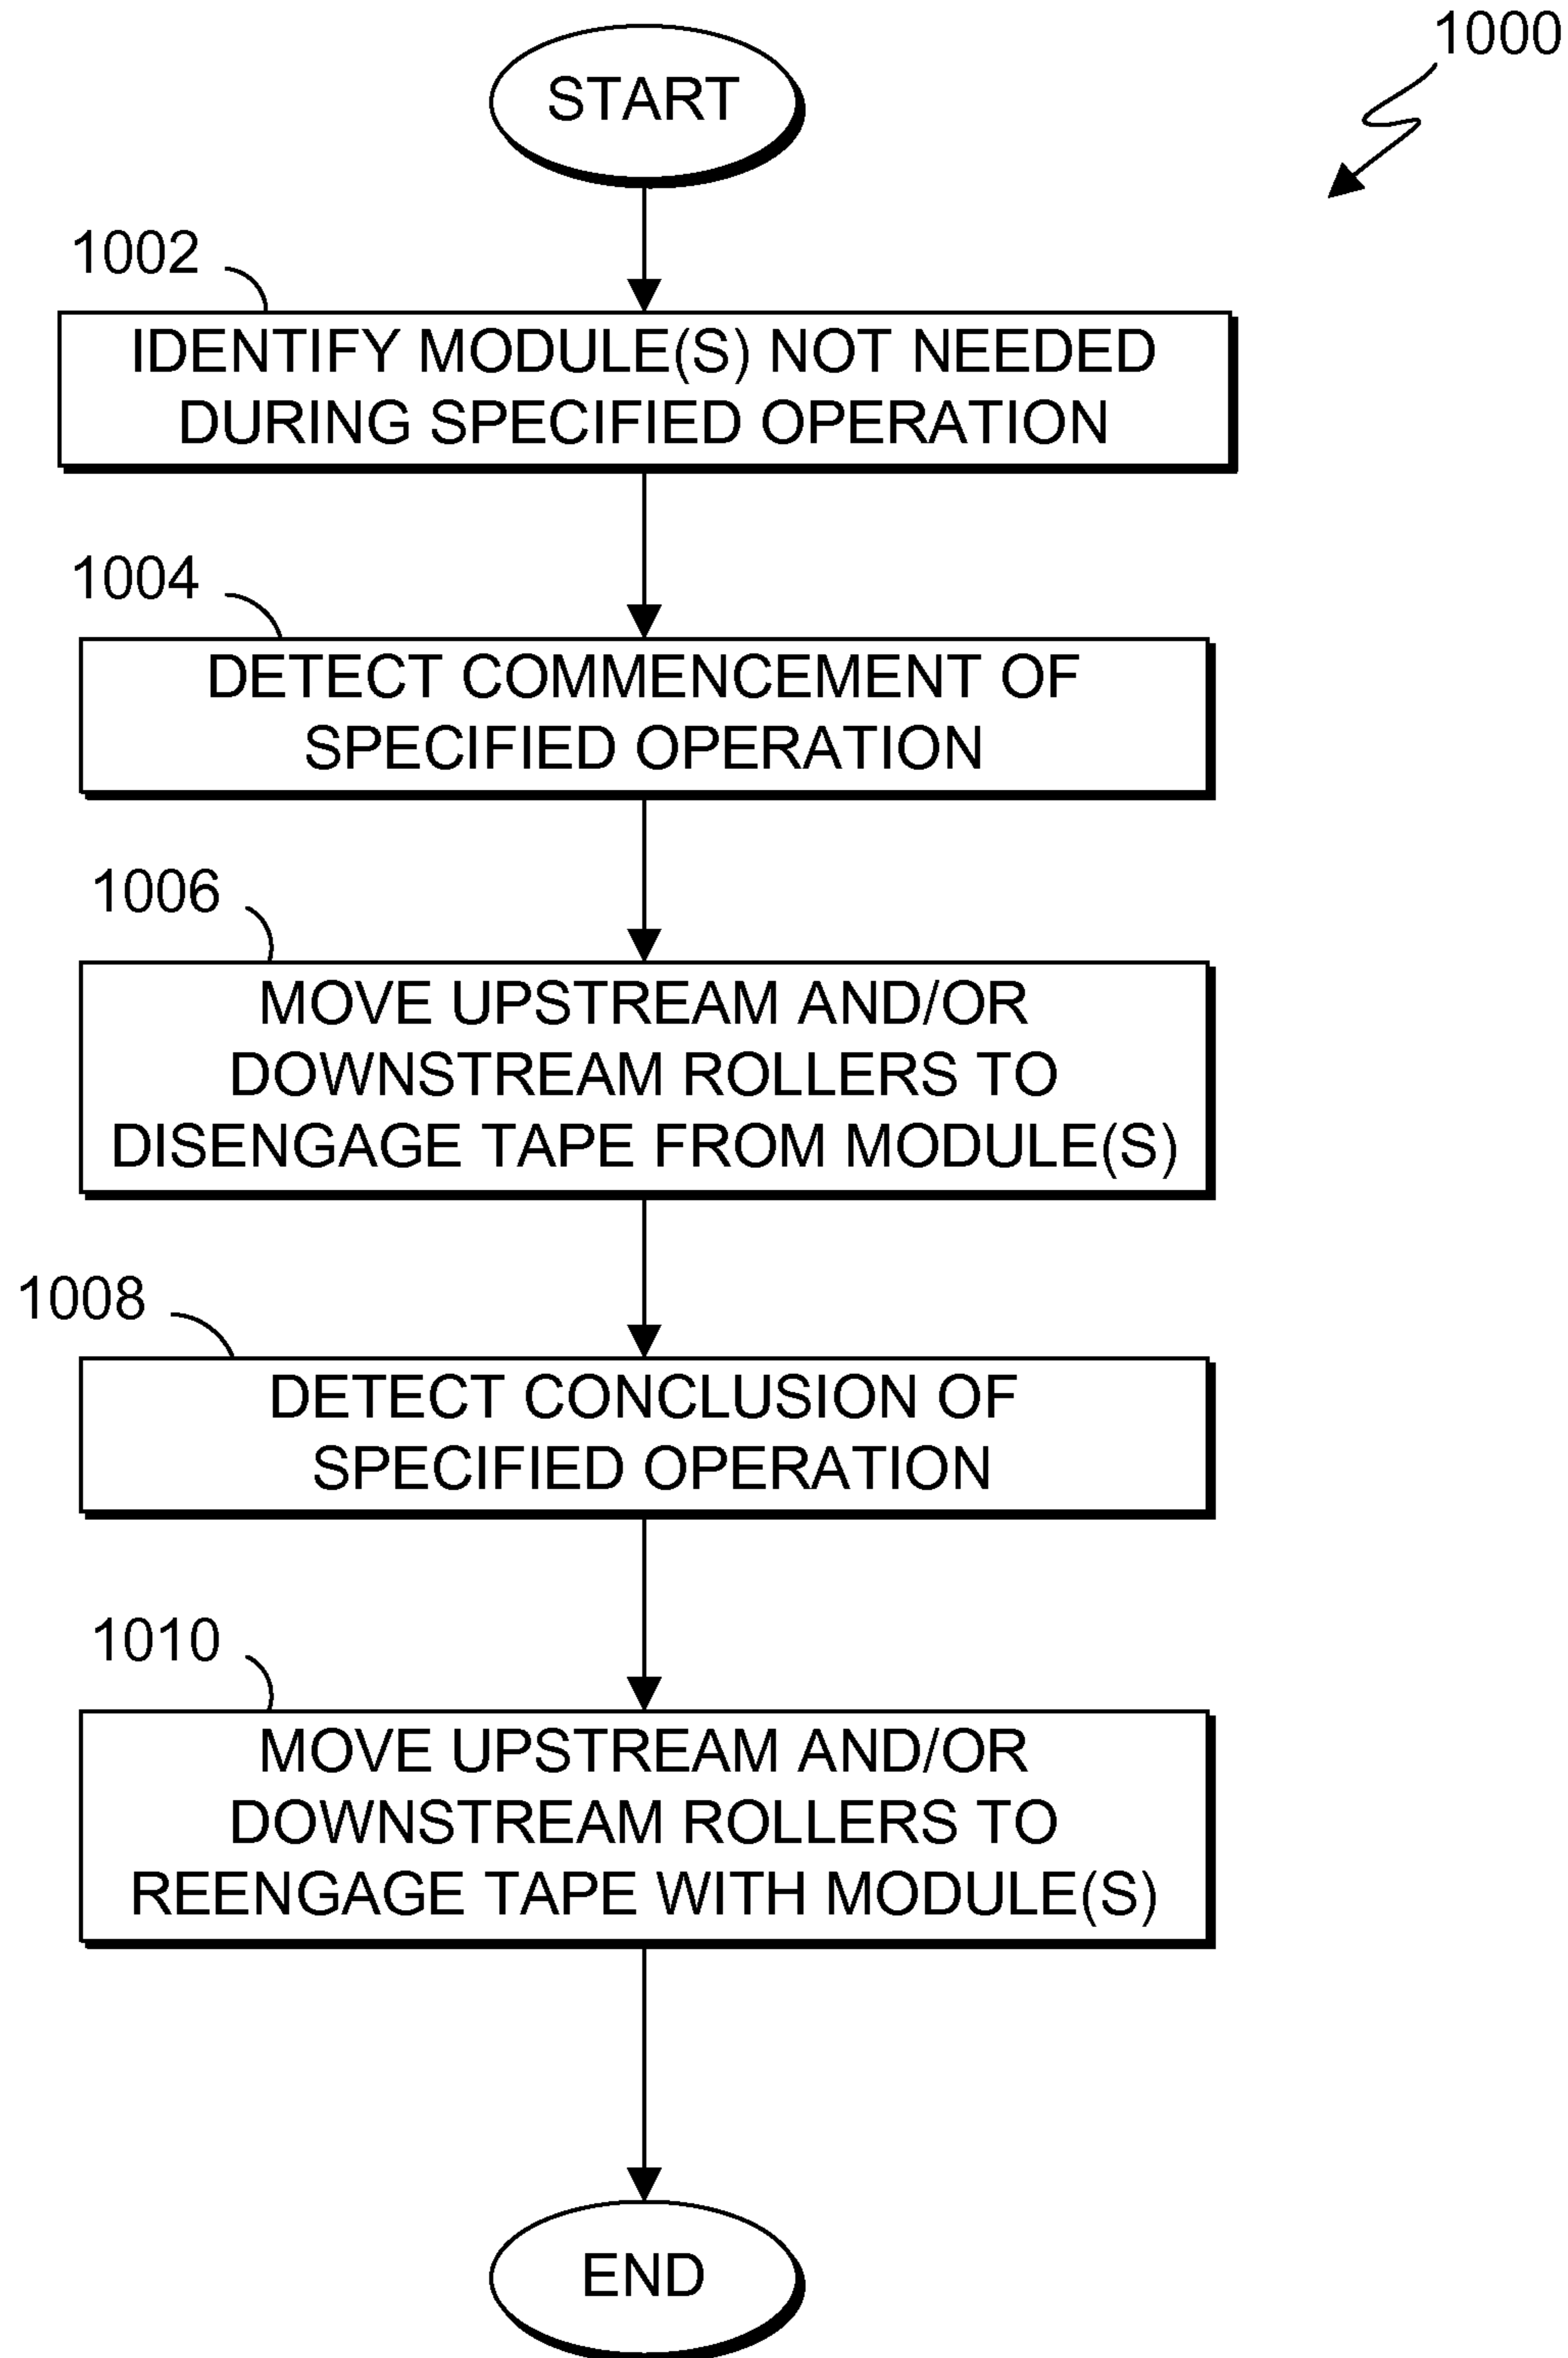 1000
START
1002
IDENTIFY MODULE(S) NOT NEEDED
DURING SPECIFIED OPERATION
1004
DETECT COMMENCEMENT OF
SPECIFIED OPERATION
1006
MOVE UPSTREAM AND/OR
DOWNSTREAM ROLLERS TO
DISENGAGE TAPE FROM MODULE(S)
1008
DETECT CONCLUSION OF
SPECIFIED OPERATION
1010
MOVE UPSTREAM AND/OR
DOWNSTREAM ROLLERS TO
REENGAGE TAPE WITH MODULE(S)
END